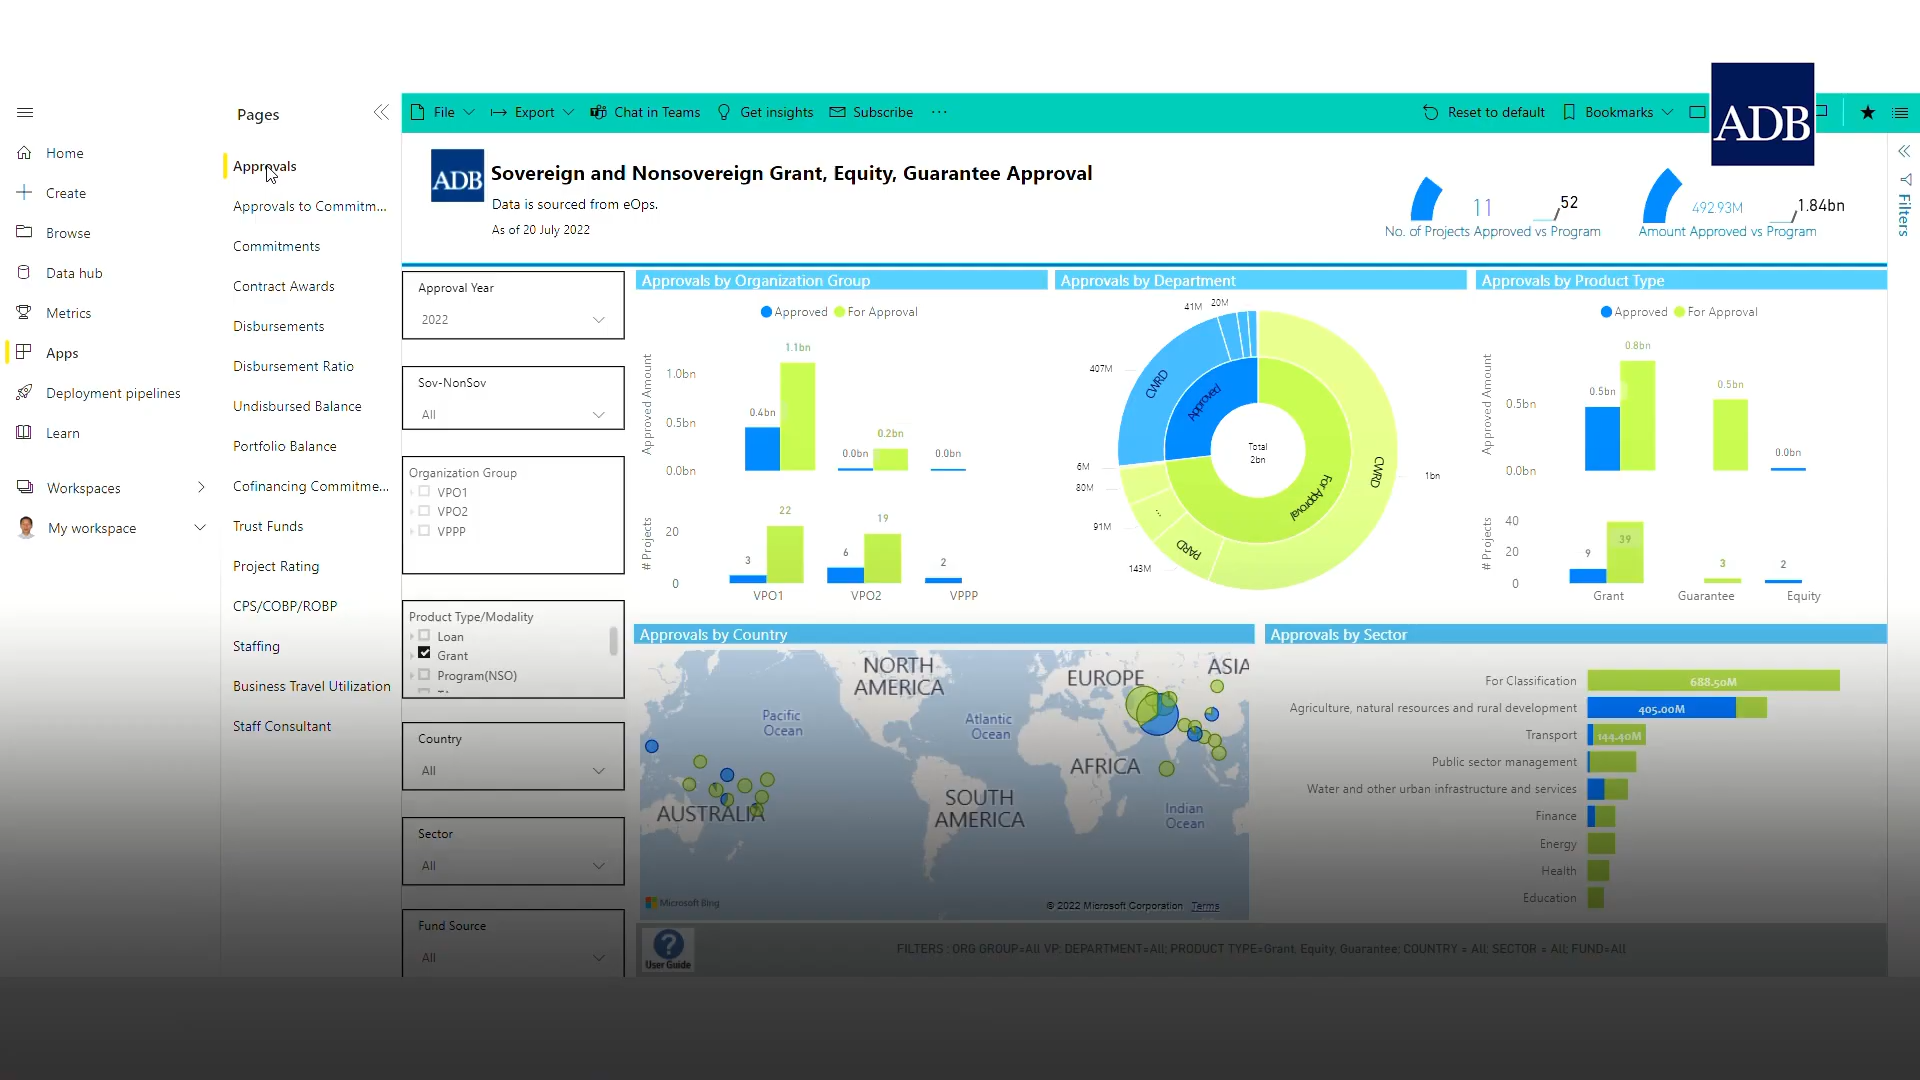 Pages
File
Export
Chat in Teams
Get insights
Subscribe
...
Reset to default
Bookmarks
ADB
Home
Create
Browse
Data hub
Metrics
Apps
Deployment pipelines
Learn
Workspaces
My workspace
Approvals
Approvals to Commitm...
Commitments
Contract Awards
Disbursements
Disbursement Ratio
Undisbursed Balance
Portfolio Balance
Cofinancing Commitme...
Trust Funds
Project Rating
CPS/COBP/ROBP
Staffing
Business Travel Utilization
Staff Consultant
ADB
Sovereign and Nonsovereign Grant, Equity, Guarantee Approval
Data is sourced from eOps.
As of 20 July 2022
11
52
No. of Projects Approved vs Program
492.93M
1.84bn
Amount Approved vs Program
Filters
Approval Year
2022
Sov-NonSov
All
Organization Group
VPO1
VPO2
VPPP
Product Type/Modality
Loan
Grant
Program(NSO)
Country
All
Sector
All
Fund Source
All
Approvals by Organization Group
Approved
For Approval
Approved Amount
1.0bn
0.5bn
0.0bn
0.4bn
1.1bn
0.0bn
0.2bn
0.0bn
# Projects
20
0
3
22
6
19
2
VPO1
VPO2
VPPP
Approvals by Department
41M
20M
407M
6M
80M
91M
143M
1bn
CWRD
Approved
Total
2bn
For Approval
CWRD
PARD
...
Approvals by Product Type
Approved
For Approval
Approved Amount
0.5bn
0.0bn
0.5bn
0.8bn
0.5bn
0.0bn
# Projects
40
20
0
9
39
3
2
Grant
Guarantee
Equity
Approvals by Country
NORTH
AMERICA
EUROPE
ASIA
Pacific
Ocean
Atlantic
Ocean
AFRICA
SOUTH
AMERICA
AUSTRALIA
Indian
Ocean
Microsoft Bing
© 2022 Microsoft Corporation
Terms
Approvals by Sector
For Classification
688.50M
Agriculture, natural resources and rural development
405.00M
Transport
144.40M
Public sector management
Water and other urban infrastructure and services
Finance
Energy
Health
Education
?
User Guide
FILTERS : ORG GROUP=All VP; DEPARTMENT=All; PRODUCT TYPE=Grant, Equity, Guarantee; COUNTRY = All; SECTOR = All; FUND=All